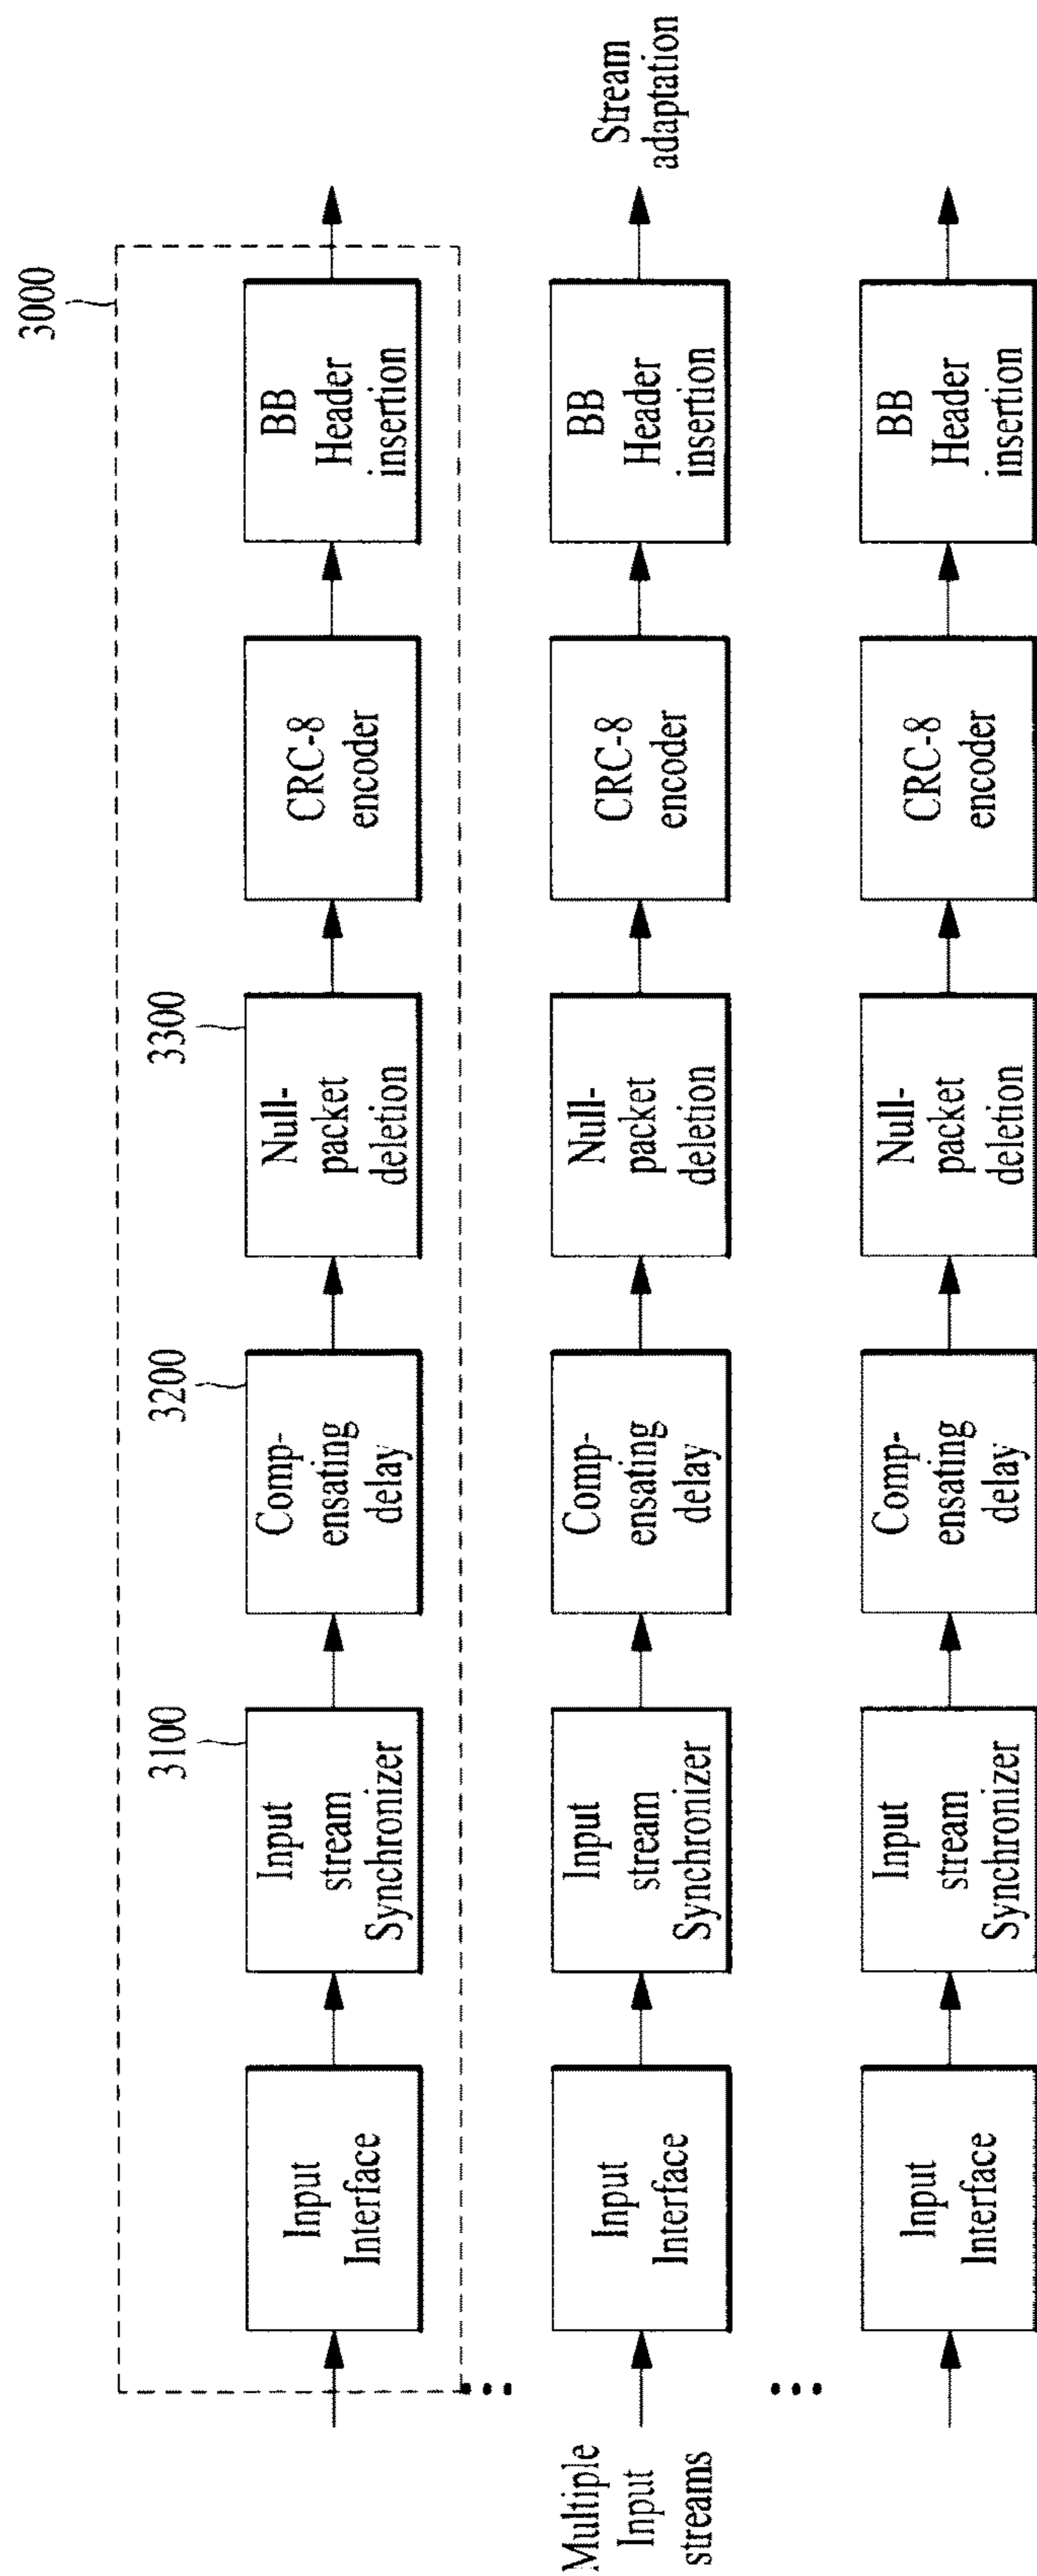 3000
3100
3200
3300
Input
Interface
Input
stream
Synchronizer
Comp-
ensating
delay
Null-
packet
deletion
CRC-8
encoder
BB
Header
insertion
Multiple
Input
streams
Input
Interface
Input
stream
Synchronizer
Comp-
ensating
delay
Null-
packet
deletion
CRC-8
encoder
BB
Header
insertion
Stream
adaptation
Input
Interface
Input
stream
Synchronizer
Comp-
ensating
delay
Null-
packet
deletion
CRC-8
encoder
BB
Header
insertion